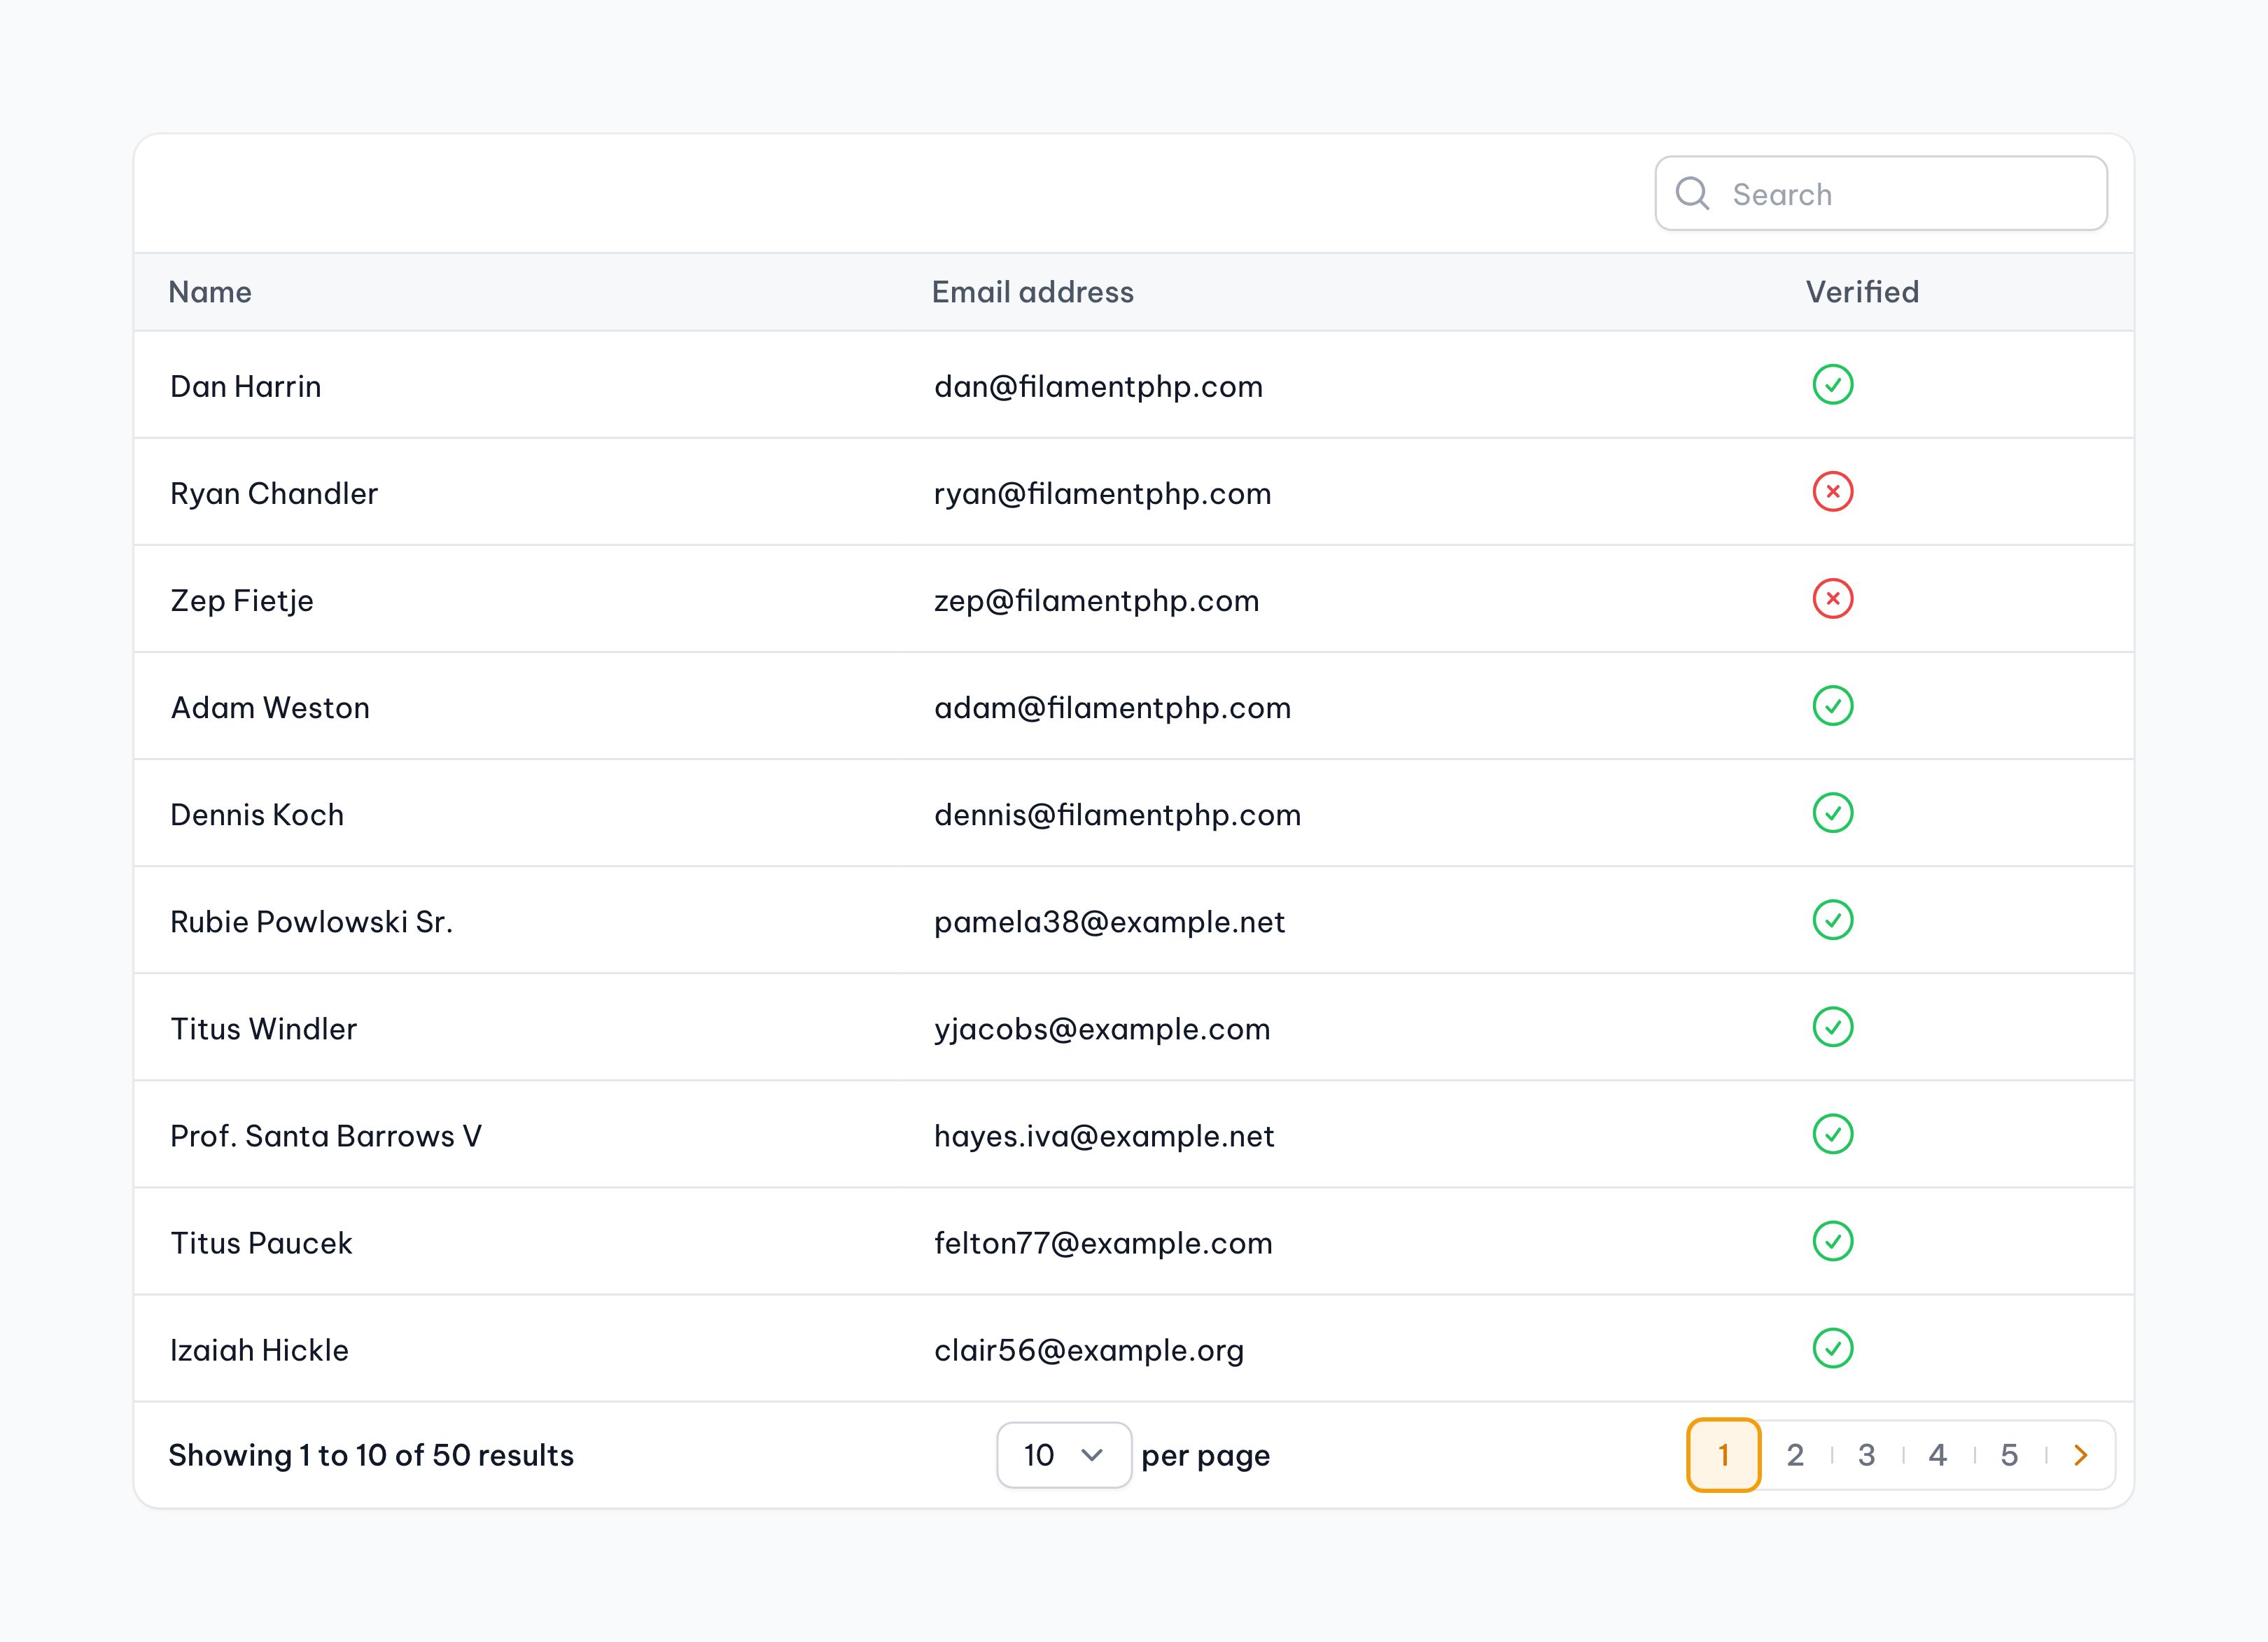 Search
Name Email address Verified
Dan Harrin dan@filamentphp.com
Ryan Chandler ryan@filamentphp.com
Zep Fietje zep@filamentphp.com
Adam Weston adam@filamentphp.com
Dennis Koch dennis@filamentphp.com
Rubie Powlowski Sr. pamela38@example.net
Titus Windler yjacobs@example.com
Prof. Santa Barrows V hayes.iva@example.net
Titus Paucek felton77@example.com
Izaiah Hickle clair56@example.org
Showing 1 to 10 of 50 results 10 per page 1 2 3 4 5